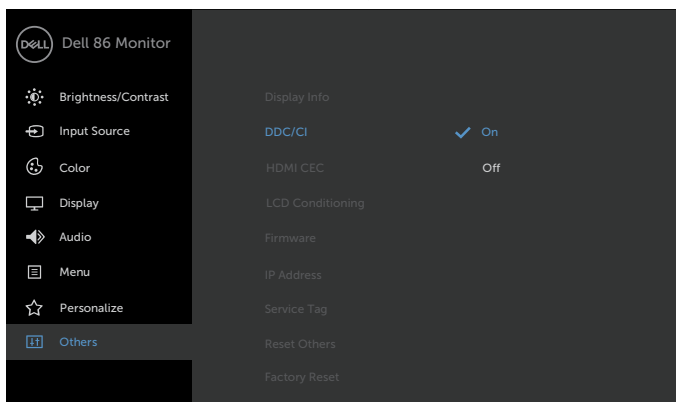 DELL Dell 86 Monitor
Brightness/Contrast
Display Info
Input Source
DDC/CI On
Color
HDMI CEC Off
Display
LCD Conditioning
Audio
Firmware
Menu
IP Address
Personalize
Service Tag
Others
Reset Others
Factory Reset